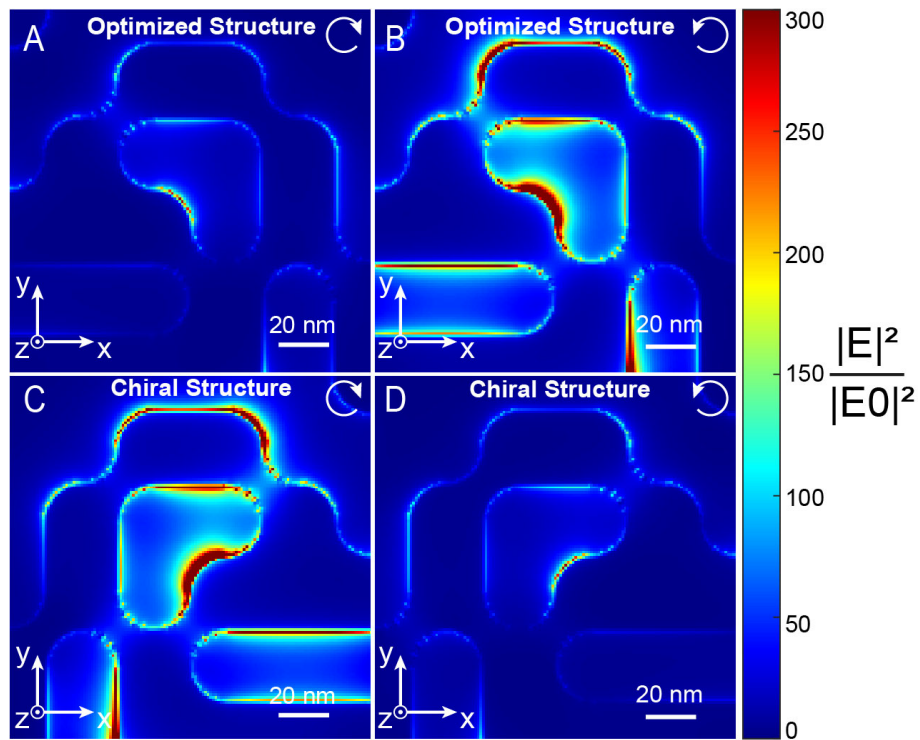 A Optimized Structure
y
z x
20 nm
B Optimized Structure
y
z x
20 nm
C Chiral Structure
y
z x
20 nm
D Chiral Structure
y
z x
20 nm
300
250
200
150
100
50
0
|E|²
|E0|²